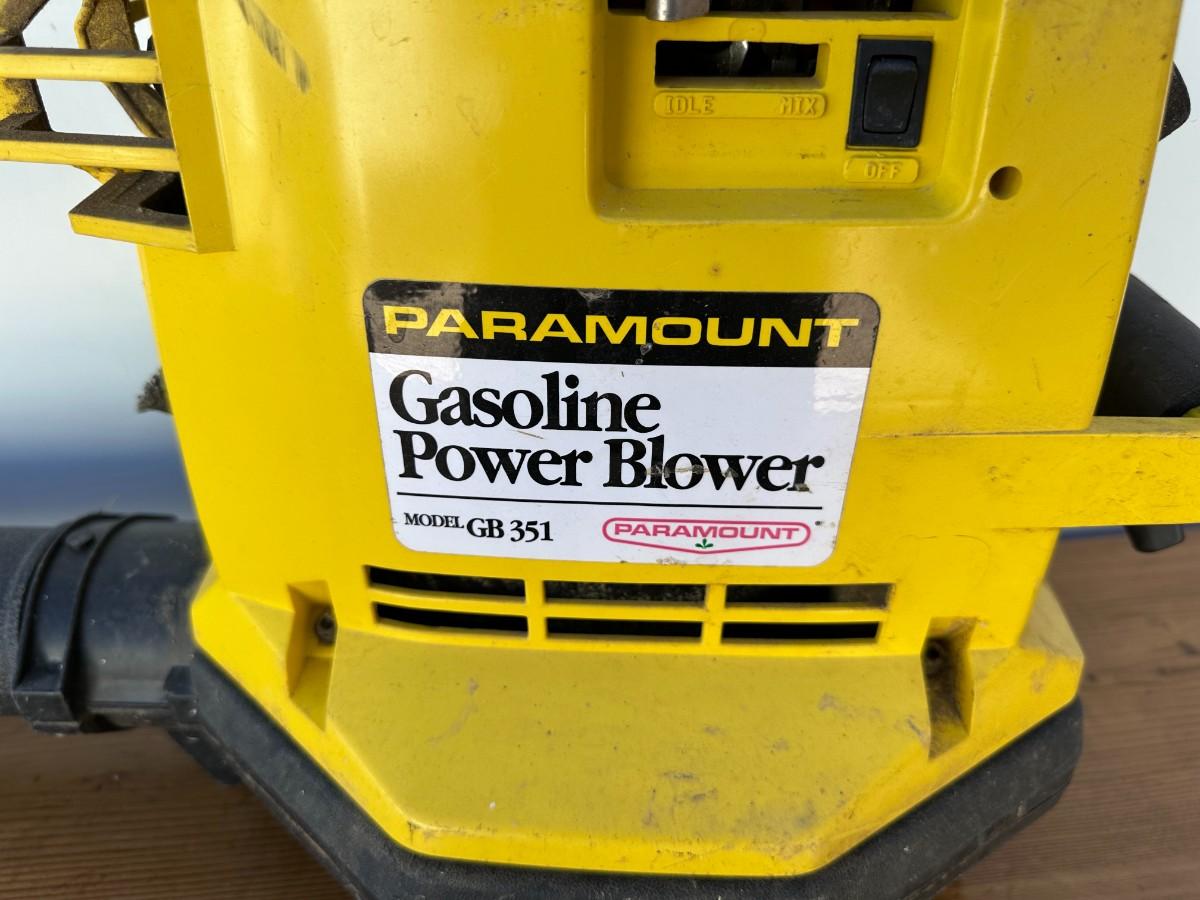 IDLE MIX
OFF
PARAMOUNT
Gasoline
Power Blower
MODEL GB 351
PARAMOUNT